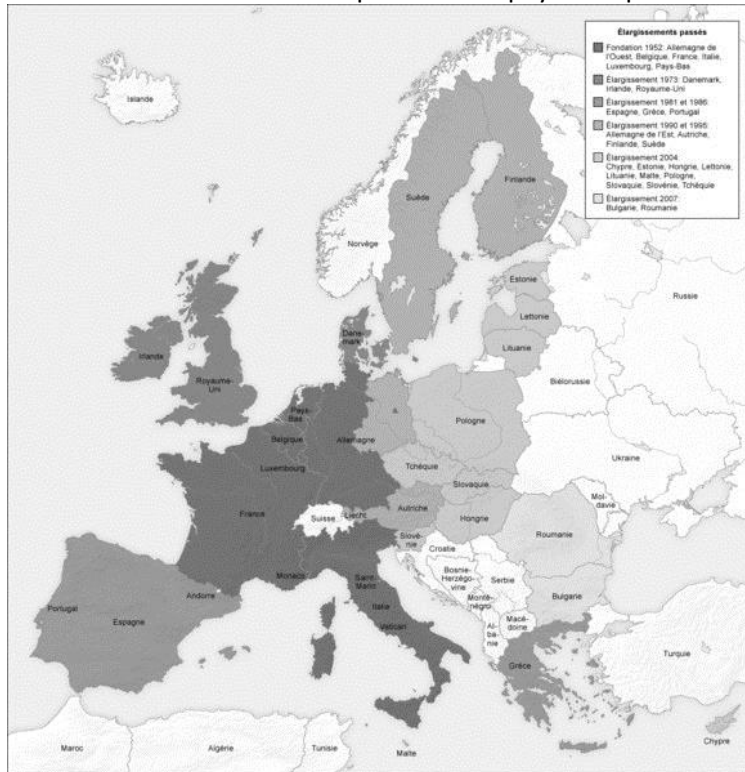 Élargissements passés
Fondation 1952: Allemagne de
l'Ouest, Belgique, France, Italie,
Luxembourg, Pays-Bas
Élargissement 1973: Danemark,
Irlande, Royaume-Uni
Élargissement 1981 et 1986:
Espagne, Grèce, Portugal
Élargissement 1990 et 1995:
Allemagne de l'Est, Autriche,
Finlande, Suède
Élargissement 2004:
Chypre, Estonie, Hongrie, Lettonie,
Lituanie, Malte, Pologne,
Slovaquie, Slovénie, Tchéquie
Élargissement 2007:
Bulgarie, Roumanie
Islande
Suède
Finlande
Norvège
Russie
Estonie
Lettonie
Lituanie
Dane-
mark
Irlande
Royaume-
Uni
Biélorussie
Pays-
Bas
Belgique
Allemagne
Pologne
Luxembourg
Tchéquie
Ukraine
Slovaquie
France
Suisse
Liecht.
Autriche
Hongrie
Mol-
davie
Slové-
nie
Roumanie
Croatie
Bosnie-
Herzégo-
vine
Serbie
Monaco
Saint-
Marin
Monté-
négro
Bulgarie
Andorre
Portugal
Espagne
Italie
Vatican
Al-
ba-
nie
Macé-
doine
Grèce
Turquie
Maroc
Algérie
Tunisie
Malte
Chypre